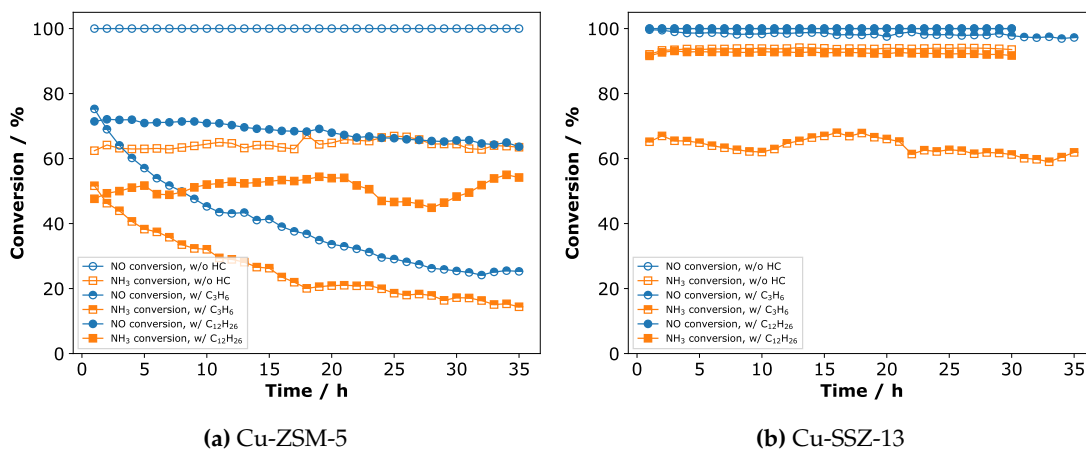 100
80
60
40
20
0
Conversion / %
NO conversion, w/o HC
NH₃ conversion, w/o HC
NO conversion, w/ C₃H₆
NH₃ conversion, w/ C₃H₆
NO conversion, w/ C₁₂H₂₆
NH₃ conversion, w/ C₁₂H₂₆
0 5 10 15 20 25 30 35
Time / h
(a) Cu-ZSM-5
100
80
60
40
20
0
Conversion / %
NO conversion, w/o HC
NH₃ conversion, w/o HC
NO conversion, w/ C₃H₆
NH₃ conversion, w/ C₃H₆
NO conversion, w/ C₁₂H₂₆
NH₃ conversion, w/ C₁₂H₂₆
0 5 10 15 20 25 30 35
Time / h
(b) Cu-SSZ-13